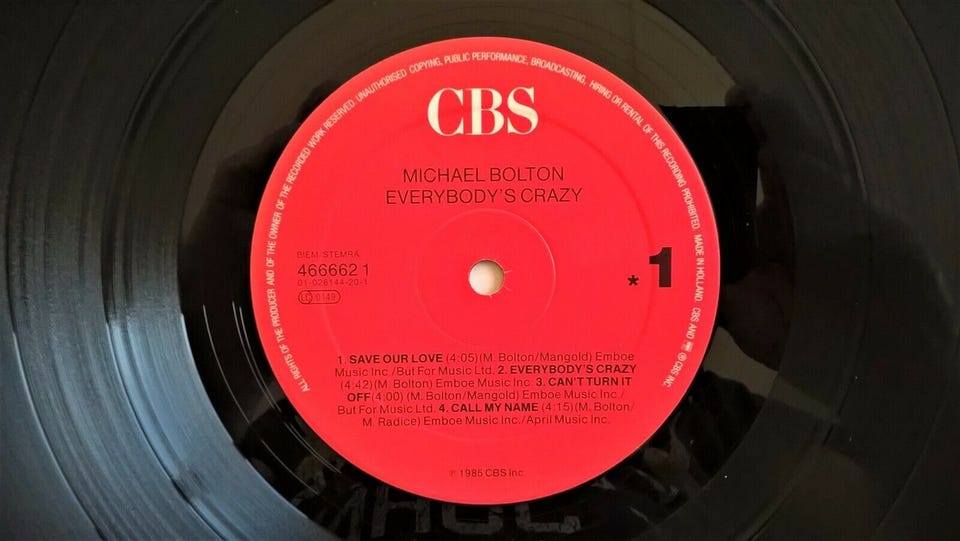 ALL RIGHTS OF THE PRODUCER AND OF THE OWNER OF THE RECORDED WORK RESERVED UNAUTHORISED COPYING, PUBLIC PERFORMANCE, BROADCASTING, HIRING OR RENTAL OF THIS RECORDING PROHIBITED. MADE IN HOLLAND. CBS AND ℗ © CBS INC.
CBS
MICHAEL BOLTON
EVERYBODY'S CRAZY
BIEM/STEMRA
466662 1
01-026144-20-1
LC 0149
* 1
1. SAVE OUR LOVE (4:05)(M. Bolton/Mangold) Emboe
Music Inc./But For Music Ltd. 2. EVERYBODY'S CRAZY
(4:42)(M. Bolton) Emboe Music Inc. 3. CAN'T TURN IT
OFF(4:00) (M. Bolton/Mangold) Emboe Music Inc./
But For Music Ltd. 4. CALL MY NAME (4:15)(M. Bolton/
M. Radice) Emboe Music Inc./April Music Inc.
℗ 1985 CBS Inc.